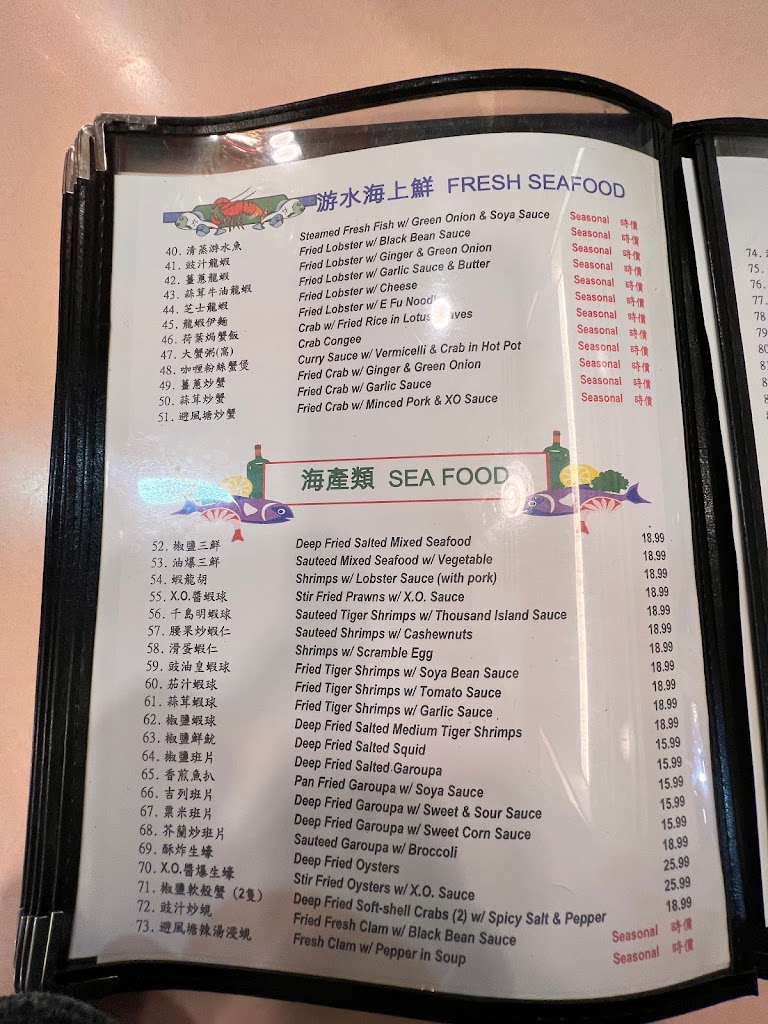 游水海上鮮 FRESH SEAFOOD
40. 清蒸游水魚 Steamed Fresh Fish w/ Green Onion & Soya Sauce Seasonal 時價
41. 豉汁龍蝦 Fried Lobster w/ Black Bean Sauce Seasonal 時價
42. 薑蔥龍蝦 Fried Lobster w/ Ginger & Green Onion Seasonal 時價
43. 蒜茸牛油龍蝦 Fried Lobster w/ Garlic Sauce & Butter Seasonal 時價
44. 芝士龍蝦 Fried Lobster w/ Cheese Seasonal 時價
45. 龍蝦伊麵 Fried Lobster w/ E Fu Noodle Seasonal 時價
46. 荷葉焗蟹飯 Crab w/ Fried Rice in Lotus Leaves Seasonal 時價
47. 大蟹粥(窩) Crab Congee Seasonal 時價
48. 咖喱粉絲蟹煲 Curry Sauce w/ Vermicelli & Crab in Hot Pot Seasonal 時價
49. 薑蔥炒蟹 Fried Crab w/ Ginger & Green Onion Seasonal 時價
50. 蒜茸炒蟹 Fried Crab w/ Garlic Sauce Seasonal 時價
51. 避風塘炒蟹 Fried Crab w/ Minced Pork & XO Sauce Seasonal 時價
海產類 SEA FOOD
52. 椒鹽三鮮 Deep Fried Salted Mixed Seafood 18.99
53. 油爆三鮮 Sauteed Mixed Seafood w/ Vegetable 18.99
54. 蝦龍胡 Shrimps w/ Lobster Sauce (with pork) 18.99
55. X.O.醬蝦球 Stir Fried Prawns w/ X.O. Sauce 18.99
56. 千島明蝦球 Sauteed Tiger Shrimps w/ Thousand Island Sauce 18.99
57. 腰果炒蝦仁 Sauteed Shrimps w/ Cashewnuts 18.99
58. 滑蛋蝦仁 Shrimps w/ Scramble Egg 18.99
59. 豉油皇蝦球 Fried Tiger Shrimps w/ Soya Bean Sauce 18.99
60. 茄汁蝦球 Fried Tiger Shrimps w/ Tomato Sauce 18.99
61. 蒜茸蝦球 Fried Tiger Shrimps w/ Garlic Sauce 18.99
62. 椒鹽蝦球 Deep Fried Salted Medium Tiger Shrimps 18.99
63. 椒鹽鮮魷 Deep Fried Salted Squid 15.99
64. 椒鹽班片 Deep Fried Salted Garoupa 15.99
65. 香煎魚扒 Pan Fried Garoupa w/ Soya Sauce 15.99
66. 吉列班片 Deep Fried Garoupa w/ Sweet & Sour Sauce 15.99
67. 粟米班片 Deep Fried Garoupa w/ Sweet Corn Sauce 15.99
68. 芥蘭炒班片 Sauteed Garoupa w/ Broccoli 18.99
69. 酥炸生蠔 Deep Fried Oysters 25.99
70. X.O.醬爆生蠔 Stir Fried Oysters w/ X.O. Sauce 25.99
71. 椒鹽軟殼蟹 (2隻) Deep Fried Soft-shell Crabs (2) w/ Spicy Salt & Pepper 18.99
72. 豉汁炒蜆 Fried Fresh Clam w/ Black Bean Sauce Seasonal 時價
73. 避風塘辣湯浸蜆 Fresh Clam w/ Pepper in Soup Seasonal 時價
74.
75.
76.
77.
78
79
80